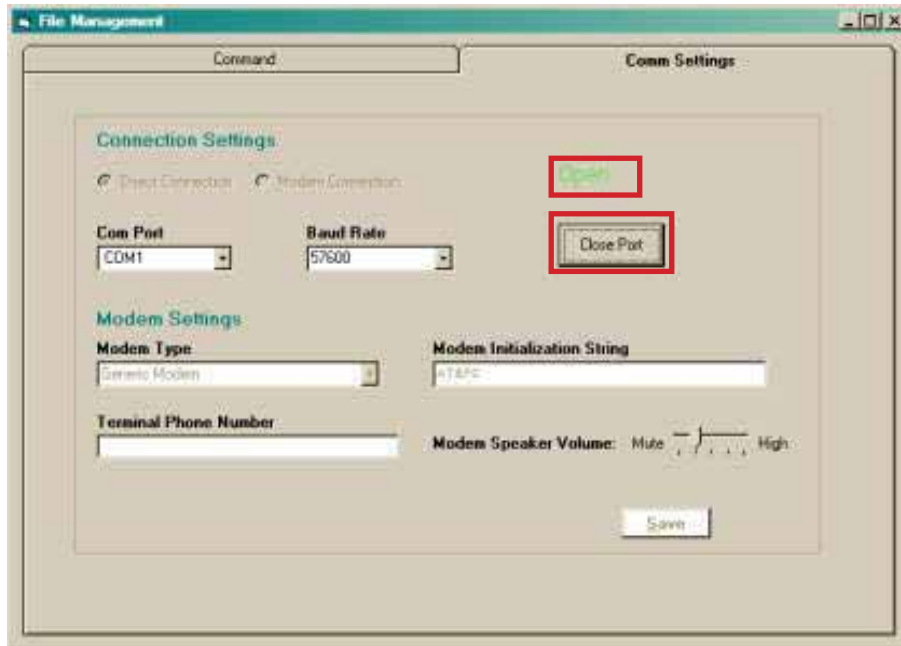 File Management
Command
Comm Settings
Connection Settings
Direct Connection
Modem Connection
Open
Com Port
Baud Rate
COM1
57600
Close Port
Modem Settings
Modem Type
Modem Initialization String
Generic Modem
Terminal Phone Number
Modem Speaker Volume: Mute High
Save